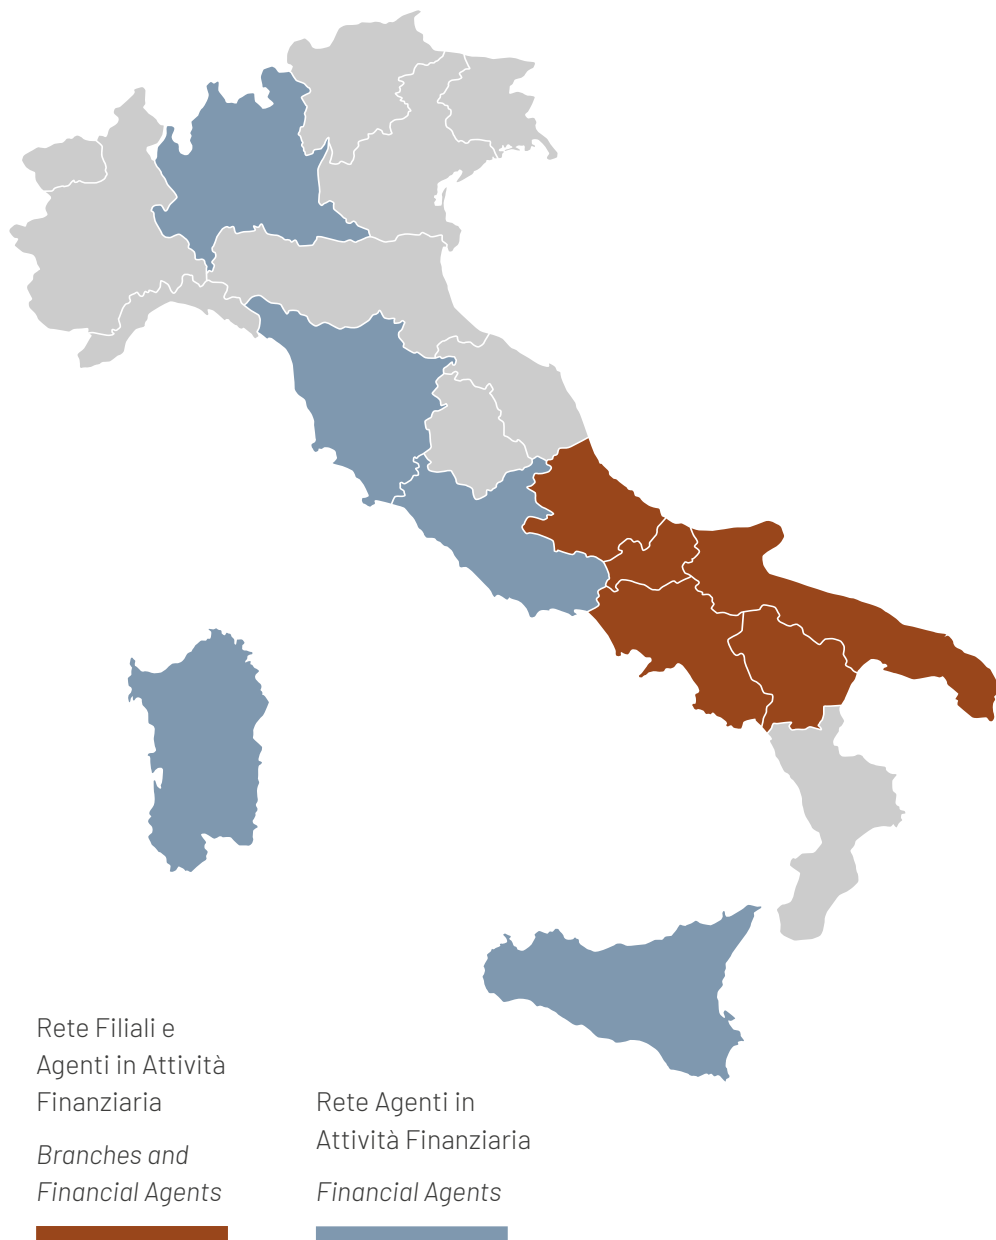 Rete Filiali e
Agenti in Attività
Finanziaria
Branches and
Financial Agents
Rete Agenti in
Attività Finanziaria
Financial Agents